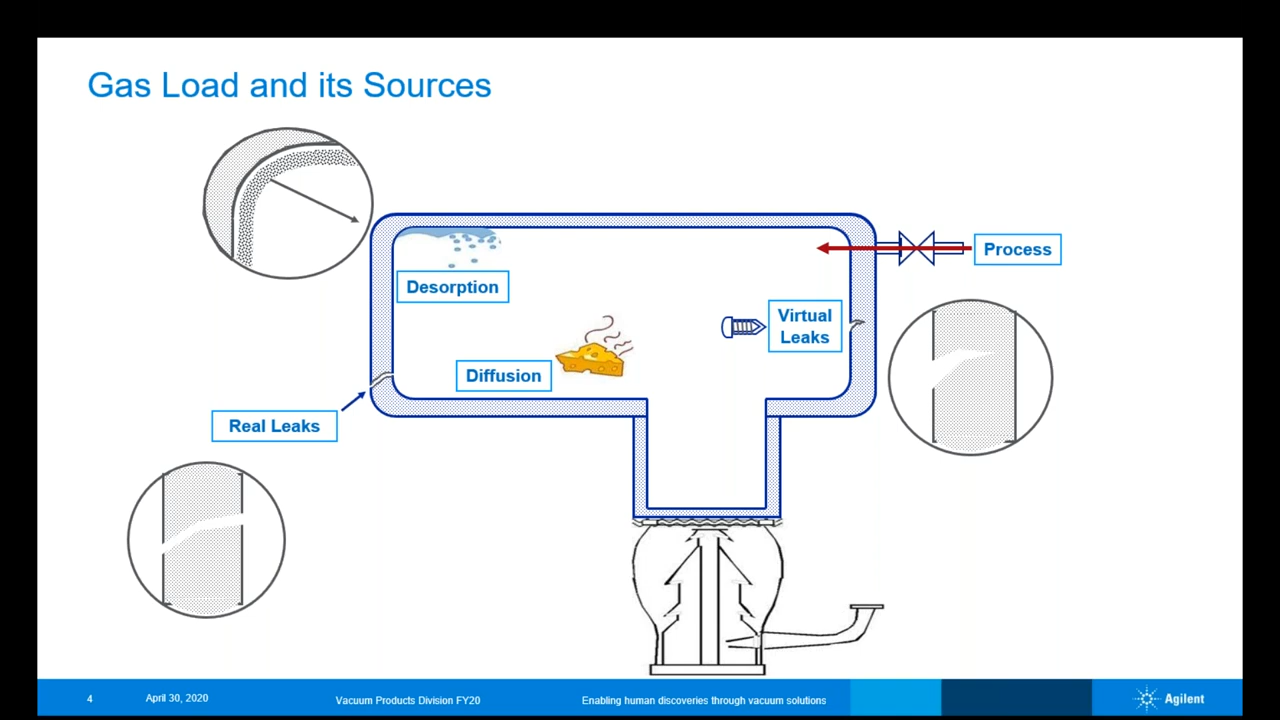 Gas Load and its Sources
Process
Desorption
Virtual
Leaks
Diffusion
Real Leaks
4
April 30, 2020
Vacuum Products Division FY20
Enabling human discoveries through vacuum solutions
Agilent